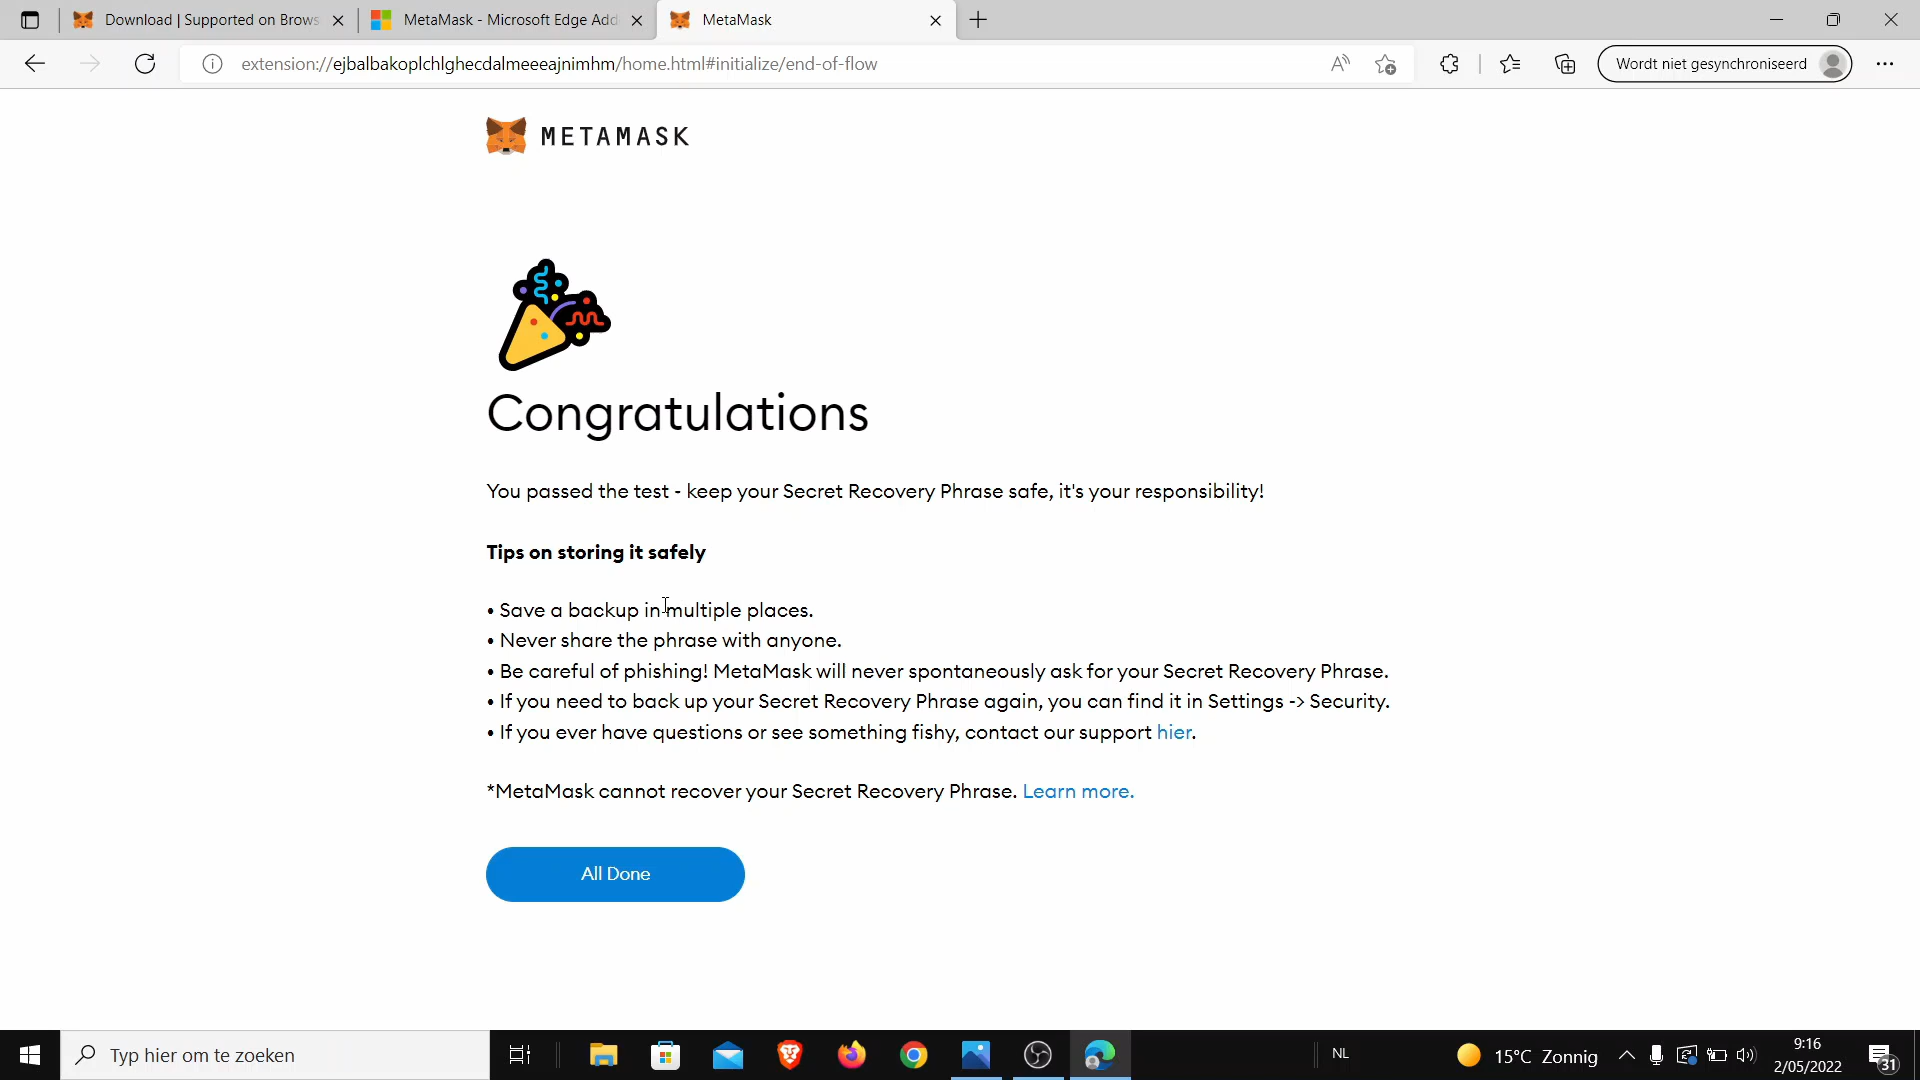 Download | Supported on Brows
MetaMask - Microsoft Edge Add
MetaMask
extension://ejbalbakoplchlghecdalmeeeajnimhm/home.html#initialize/end-of-flow
Wordt niet gesynchroniseerd
METAMASK
Congratulations
You passed the test - keep your Secret Recovery Phrase safe, it's your responsibility!
Tips on storing it safely
• Save a backup in multiple places.
• Never share the phrase with anyone.
• Be careful of phishing! MetaMask will never spontaneously ask for your Secret Recovery Phrase.
• If you need to back up your Secret Recovery Phrase again, you can find it in Settings -> Security.
• If you ever have questions or see something fishy, contact our support hier.
*MetaMask cannot recover your Secret Recovery Phrase. Learn more.
All Done
Typ hier om te zoeken
NL
15°C Zonnig
9:16
2/05/2022
31